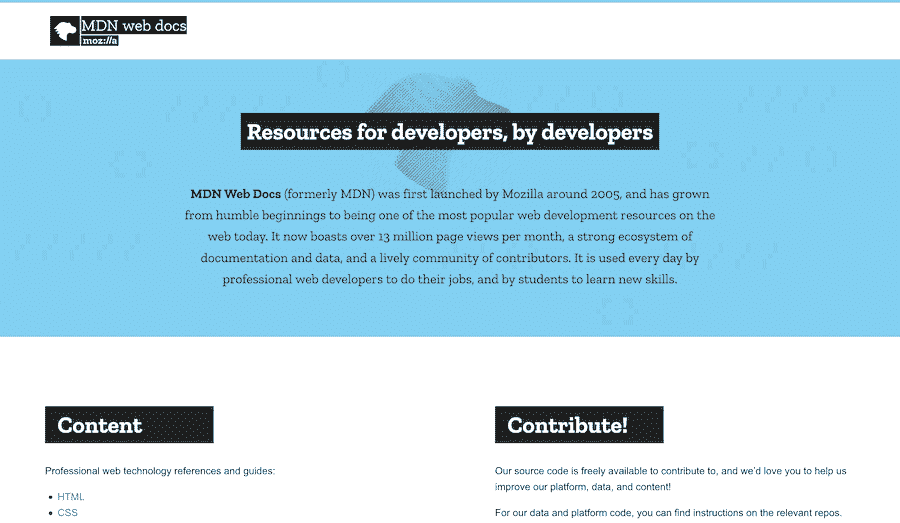 MDN web docs
moz://a
Resources for developers, by developers
MDN Web Docs (formerly MDN) was first launched by Mozilla around 2005, and has grown
from humble beginnings to being one of the most popular web development resources on the
web today. It now boasts over 13 million page views per month, a strong ecosystem of
documentation and data, and a lively community of contributors. It is used every day by
professional web developers to do their jobs, and by students to learn new skills.
Content
Professional web technology references and guides:
• HTML
• CSS
Contribute!
Our source code is freely available to contribute to, and we'd love you to help us
improve our platform, data, and content!
For our data and platform code, you can find instructions on the relevant repos.